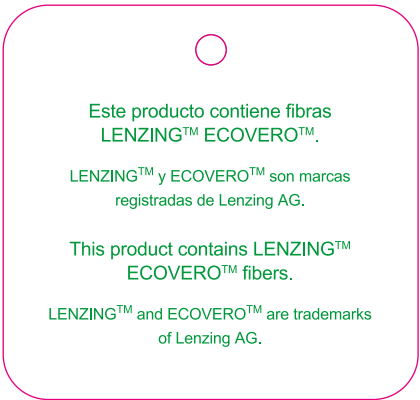 Este producto contiene fibras
LENZING™ ECOVERO™.
LENZING™ y ECOVERO™ son marcas
registradas de Lenzing AG.
This product contains LENZING™
ECOVERO™ fibers.
LENZING™ and ECOVERO™ are trademarks
of Lenzing AG.